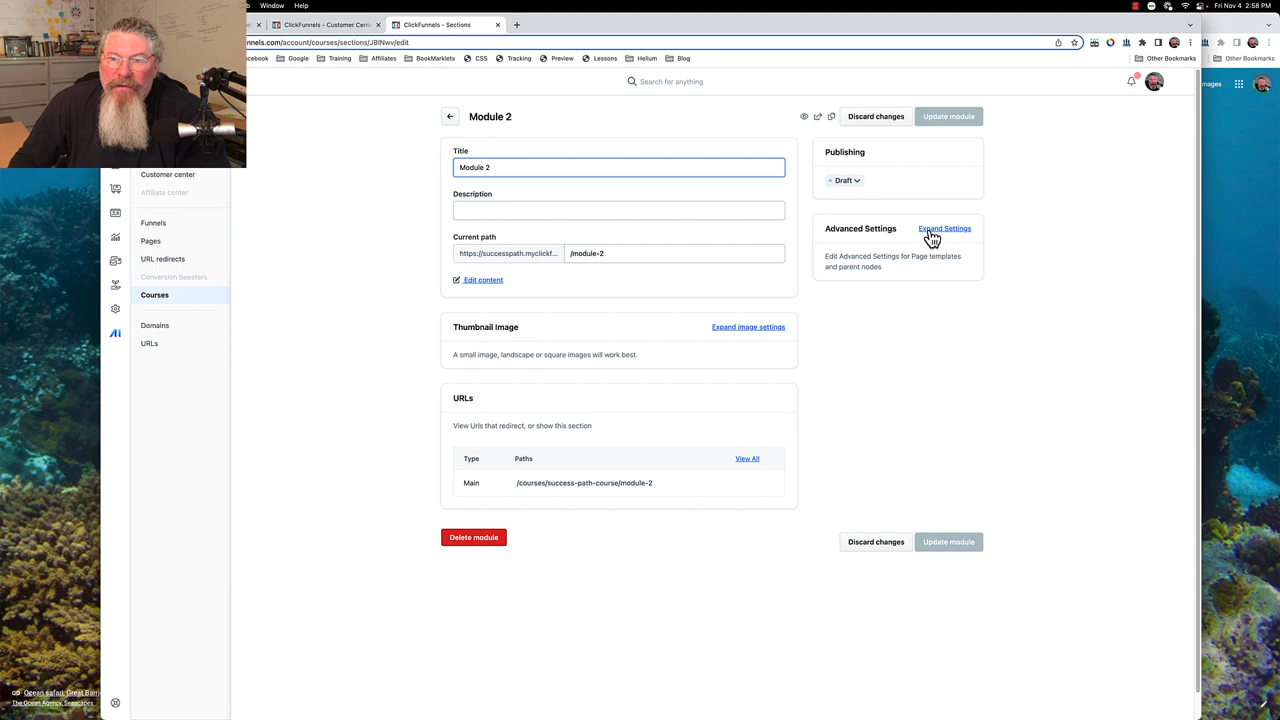 Window Help
Fri Nov 4 2:58 PM
ClickFunnels - Customer Cent
ClickFunnels - Sections
nnels.com/account/courses/sections/JBlNwv/edit
Google Training Affiliates BookMarklets CSS Tracking Preview Lessons Helium Blog
Other Bookmarks
Other Bookmarks
Search for anything
Module 2
Discard changes
Update module
Title
Module 2
Description
Current path
https://successpath.myclickf...
/module-2
Edit content
Thumbnail Image
Expand image settings
A small image, landscape or square images will work best.
URLs
View Urls that redirect, or show this section
Type Paths View All
Main /courses/success-path-course/module-2
Delete module
Discard changes
Update module
Publishing
Draft
Advanced Settings
Expand Settings
Edit Advanced Settings for Page templates
and parent nodes
Customer center
Affiliate center
Funnels
Pages
URL redirects
Conversion boosters
Courses
Domains
URLs
Ocean safari, Great Barri
The Ocean Agency, Seascapes